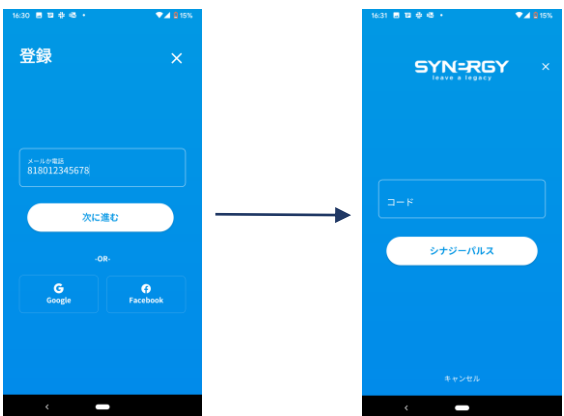 16:30
15%
登録
メールか電話
818012345678
次に進む
-OR-
Google
Facebook
16:31
15%
SYNERGY
leave a legacy
コード
シナジーパルス
キャンセル